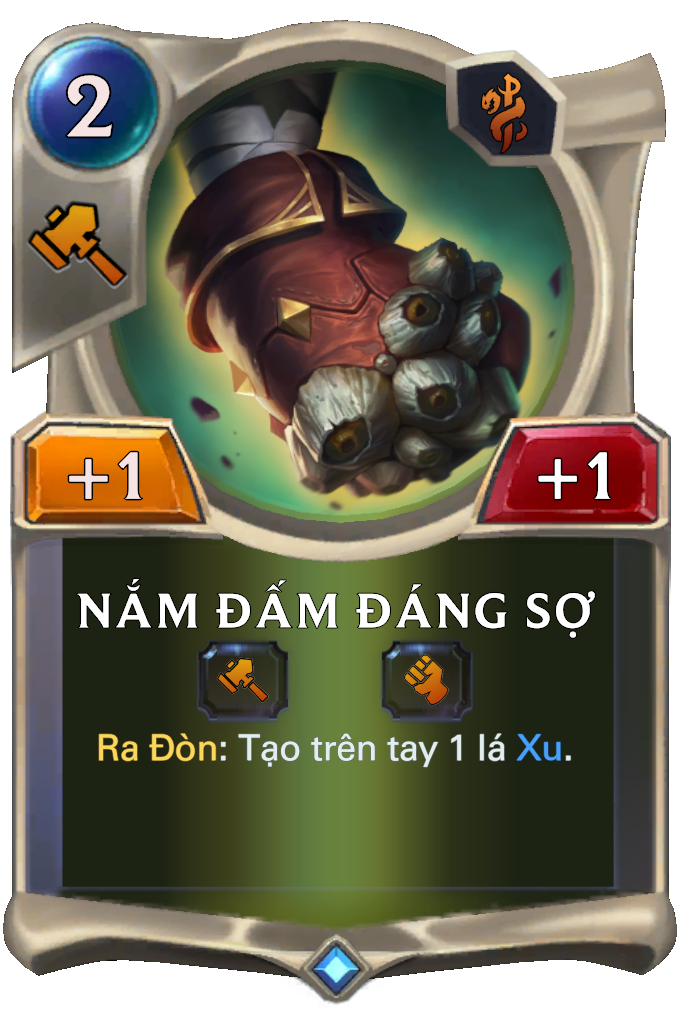 2
+1
+1
NẮM ĐẤM ĐÁNG SỢ
Ra Đòn: Tạo trên tay 1 lá Xu.